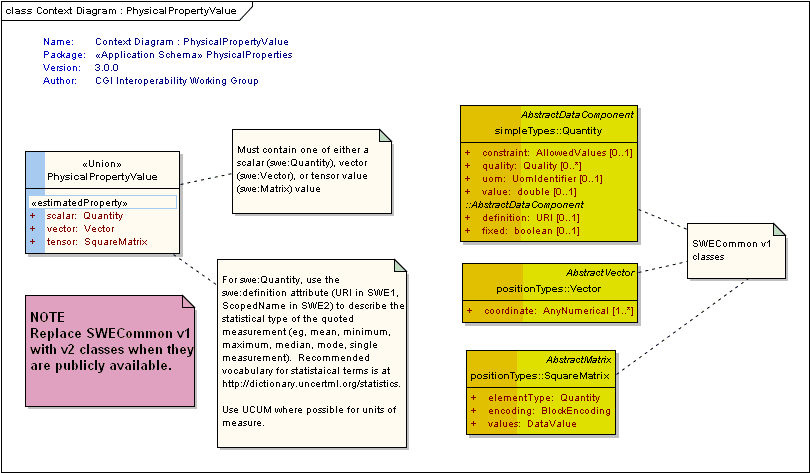 class Context Diagram : PhysicalPropertyValue
Name: Context Diagram : PhysicalPropertyValue
Package: «Application Schema» PhysicalProperties
Version: 3.0.0
Author: CGI Interoperability Working Group
«Union»
PhysicalPropertyValue
«estimatedProperty»
+ scalar: Quantity
+ vector: Vector
+ tensor: SquareMatrix
Must contain one of either a
scalar (swe:Quantity), vector
(swe:Vector), or tensor value
(swe:Matrix) value
For swe:Quantity, use the
swe:definition attribute (URI in SWE1,
ScopedName in SWE2) to describe the
statistical type of the quoted
measurement (eg, mean, minimum,
maximum, median, mode, single
measurement). Recommended
vocabulary for statistaical terms is at
http://dictionary.uncertml.org/statistics.
Use UCUM where possible for units of
measure.
NOTE
Replace SWECommon v1
with v2 classes when they
are publicly available.
AbstractDataComponent
simpleTypes::Quantity
+ constraint: AllowedValues [0..1]
+ quality: Quality [0..*]
+ uom: UomIdentifier [0..1]
+ value: double [0..1]
::AbstractDataComponent
+ definition: URI [0..1]
+ fixed: boolean [0..1]
AbstractVector
positionTypes::Vector
+ coordinate: AnyNumerical [1..*]
AbstractMatrix
positionTypes::SquareMatrix
+ elementType: Quantity
+ encoding: BlockEncoding
+ values: DataValue
SWECommon v1
classes